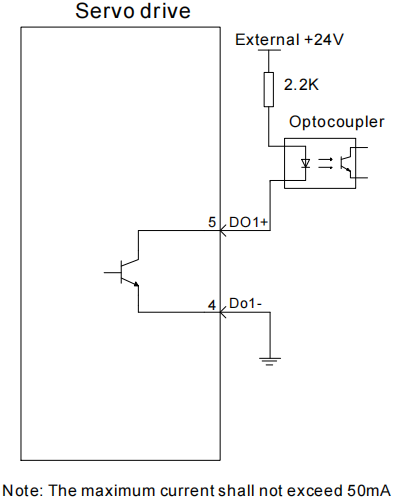 Servo drive
External +24V
2.2K
Optocoupler
5 DO1+
4 Do1-
Note: The maximum current shall not exceed 50mA